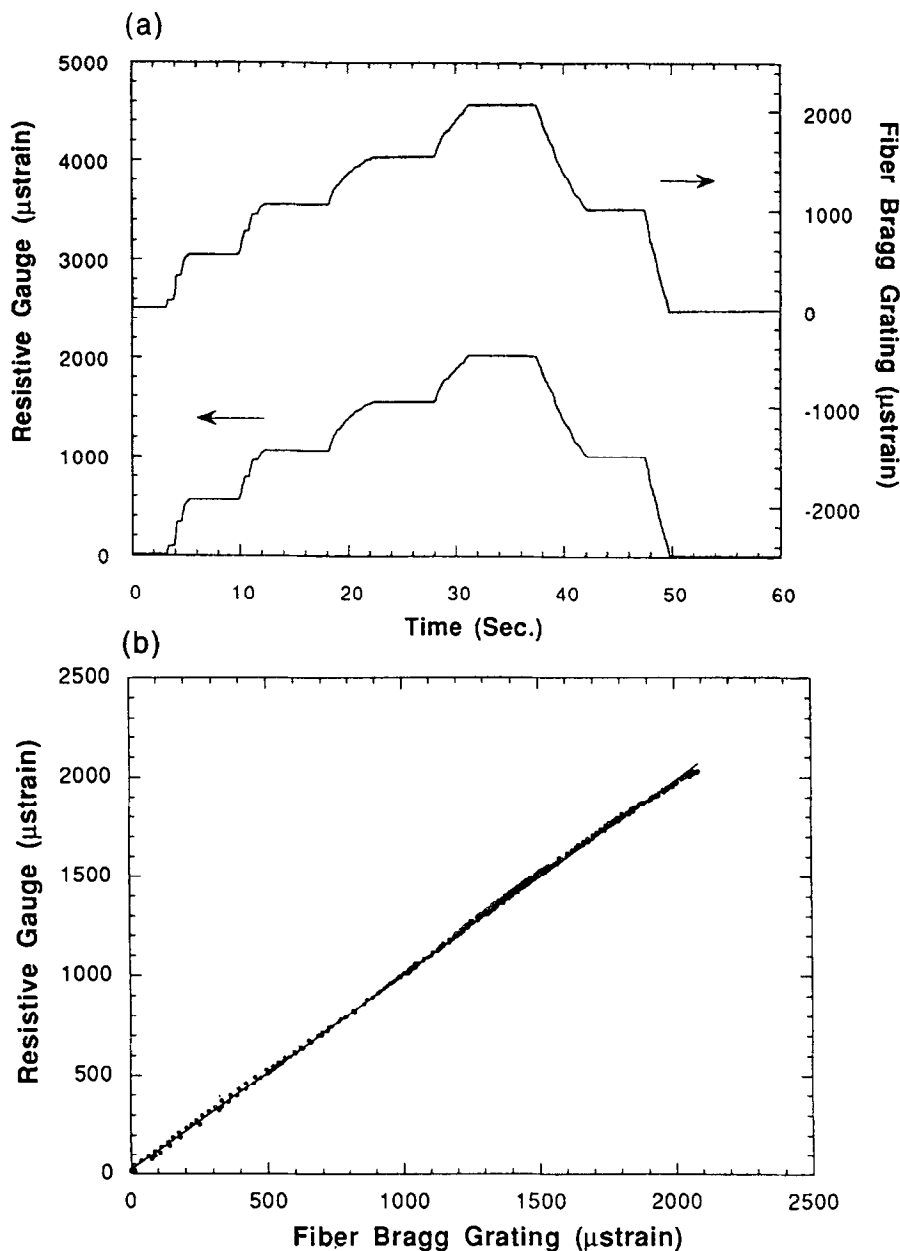 (a)
Resistive Gauge (µstrain)
5000
4000
3000
2000
1000
0
Fiber Bragg Grating (µstrain)
2000
1000
0
-1000
-2000
0 10 20 30 40 50 60
Time (Sec.)
(b)
Resistive Gauge (µstrain)
2500
2000
1500
1000
500
0
0 500 1000 1500 2000 2500
Fiber Bragg Grating (µstrain)